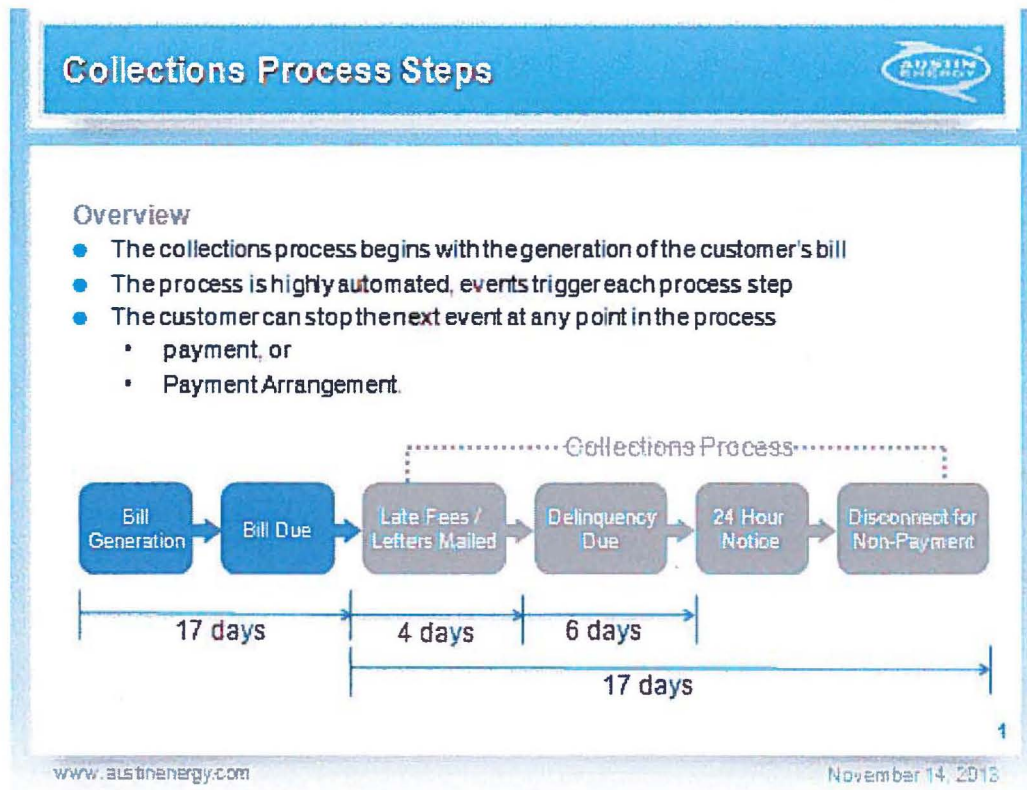 Collections Process Steps
AUSTIN
ENERGY
Overview
The collections process begins with the generation of the customer's bill
The process is highly automated, events trigger each process step
The customer can stop the next event at any point in the process
payment, or
Payment Arrangement.
Collections Process
Bill
Generation
Bill Due
Late Fees /
Letters Mailed
Delinquency
Due
24 Hour
Notice
Disconnect for
Non-Payment
17 days
4 days
6 days
17 days
1
www.austinenergy.com
November 14, 2013